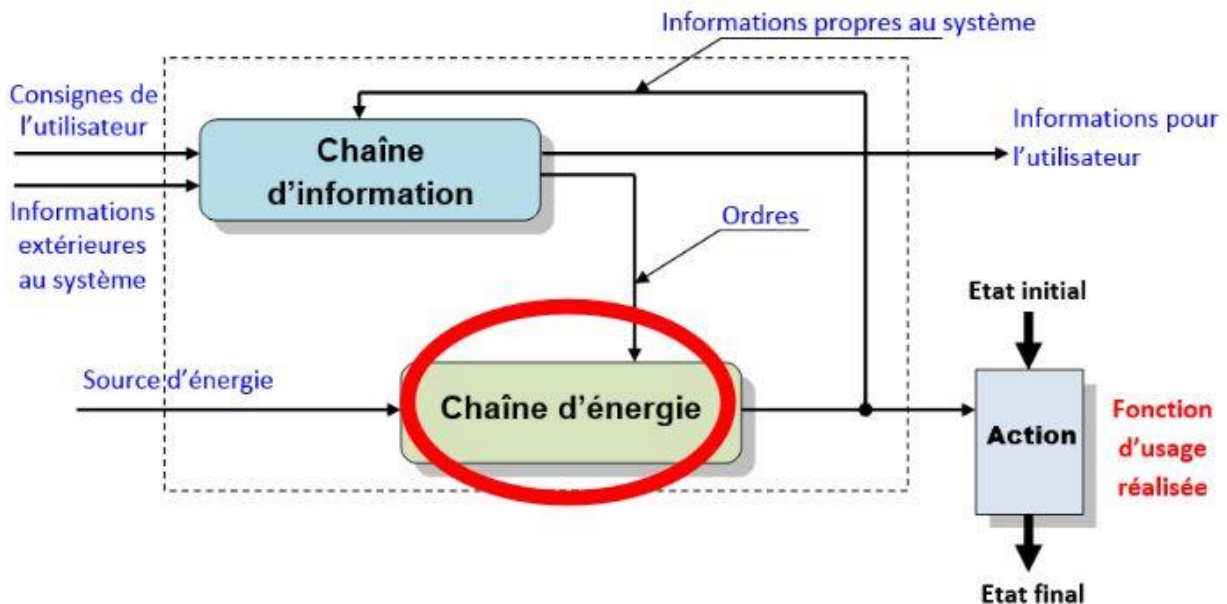 Informations propres au système
Consignes de
l'utilisateur
Chaîne
d'information
Informations pour
l'utilisateur
Informations
extérieures
au système
Ordres
Etat initial
Source d'énergie
Chaîne d'énergie
Action
Fonction
d'usage
réalisée
Etat final